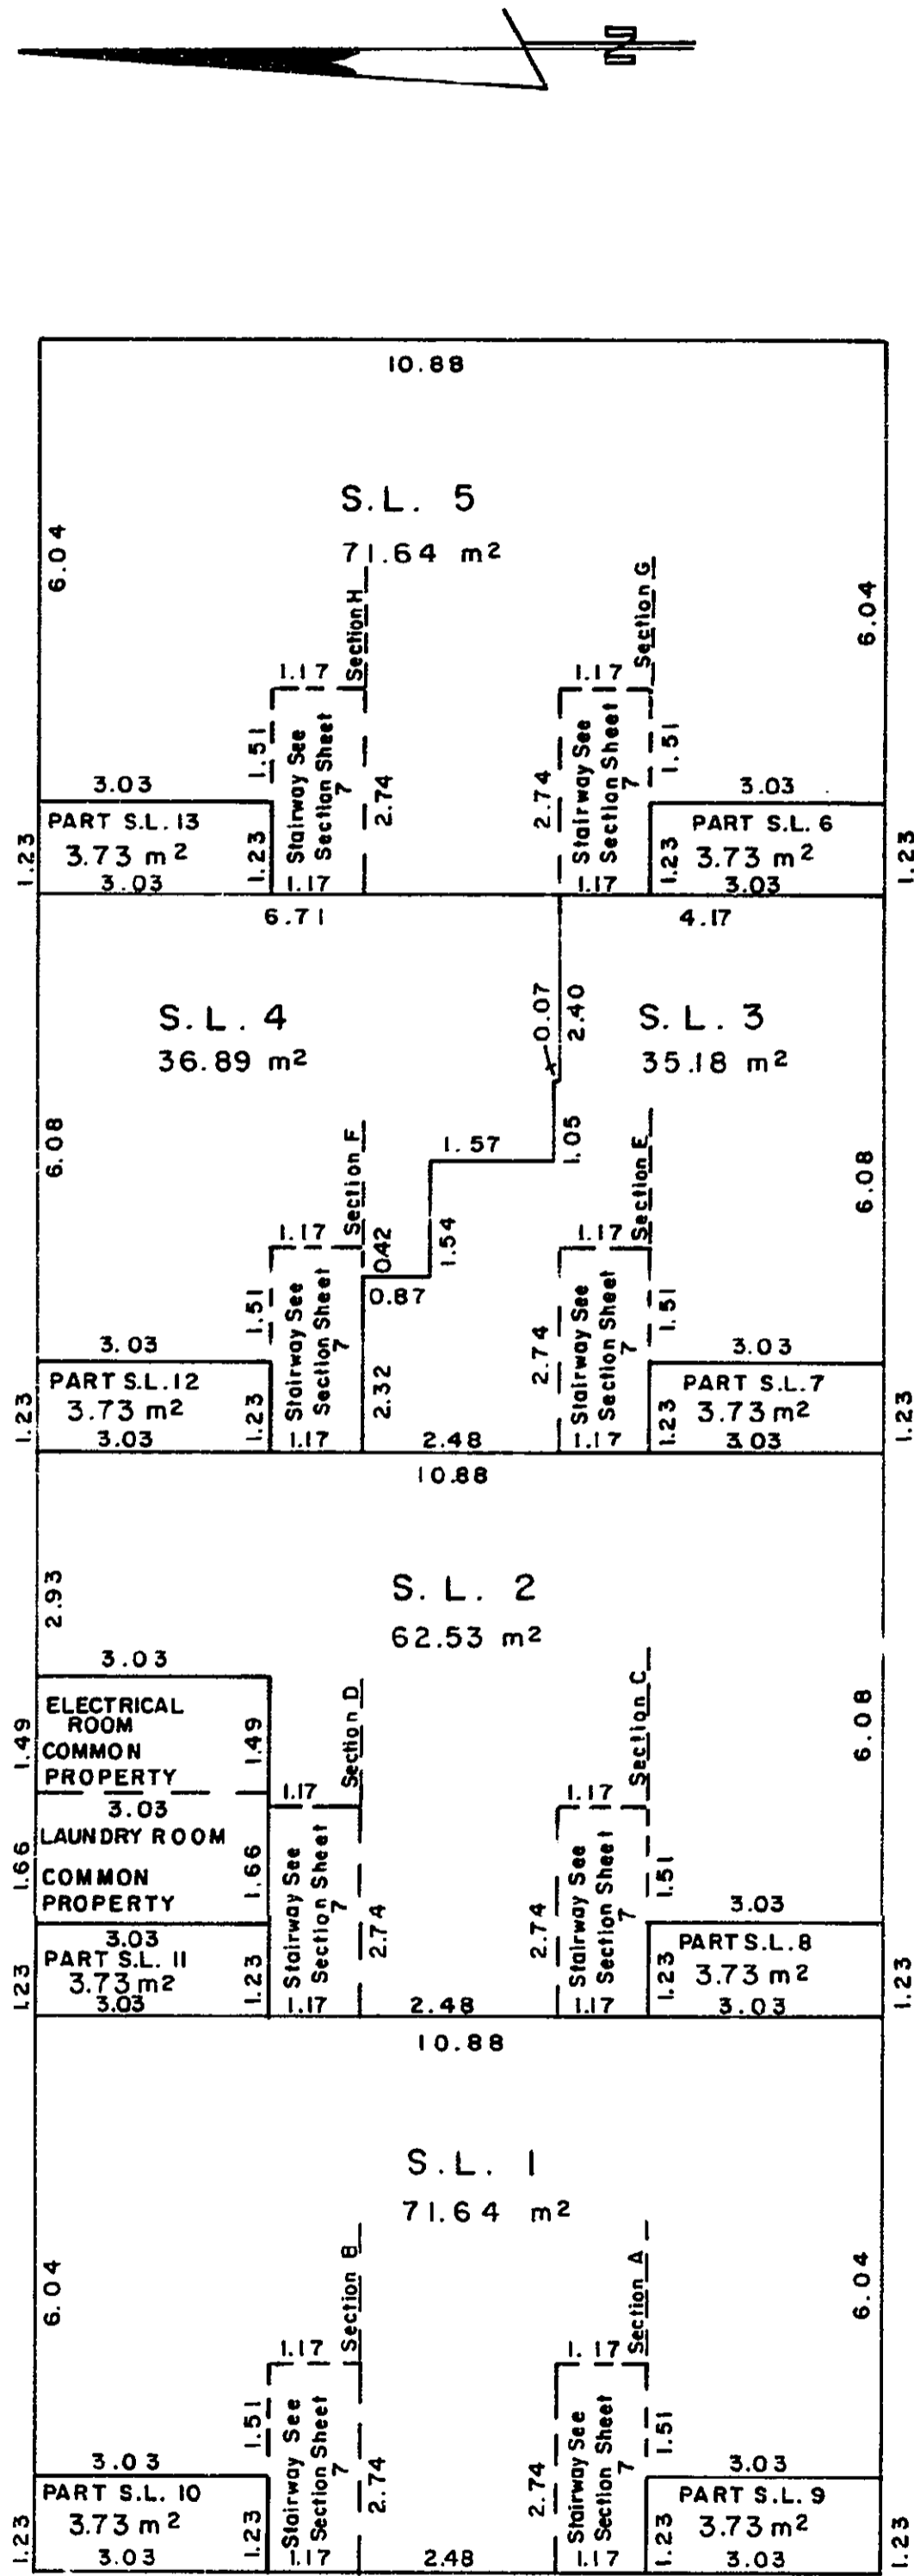 N
10.88
S.L. 5
71.64 m2
6.04
6.04
Section H
Section G
1.17
1.17
1.51
Stairway See
Section Sheet
7
2.74
2.74
Stairway See
Section Sheet
7
1.51
3.03
3.03
PART S.L. 13
3.73 m2
3.03
1.23
1.23
1.17
1.17
PART S.L. 6
3.73 m2
3.03
1.23
1.23
6.71
4.17
S.L. 4
36.89 m2
0.07
2.40
S.L. 3
35.18 m2
6.08
6.08
1.57
1.05
Section F
Section E
1.17
0.42
1.54
1.17
0.87
1.51
Stairway See
Section Sheet
7
2.32
2.74
Stairway See
Section Sheet
7
1.51
3.03
3.03
PART S.L. 12
3.73 m2
3.03
1.23
1.23
1.17
2.48
1.17
PART S.L. 7
3.73 m2
3.03
1.23
1.23
10.88
S.L. 2
62.53 m2
2.93
6.08
3.03
ELECTRICAL
ROOM
COMMON
PROPERTY
1.49
1.49
Section D
Section C
1.17
1.17
3.03
LAUNDRY ROOM
COMMON
PROPERTY
1.66
1.66
Stairway See
Section Sheet
7
2.74
2.74
Stairway See
Section Sheet
7
1.51
3.03
3.03
PART S.L. 11
3.73 m2
3.03
1.23
1.23
1.17
2.48
1.17
PART S.L. 8
3.73 m2
3.03
1.23
1.23
10.88
S.L. 1
71.64 m2
6.04
6.04
Section B
Section A
1.17
1.17
1.51
Stairway See
Section Sheet
7
2.74
2.74
Stairway See
Section Sheet
7
1.51
3.03
3.03
PART S.L. 10
3.73 m2
3.03
1.23
1.23
1.17
2.48
1.17
PART S.L. 9
3.73 m2
3.03
1.23
1.23